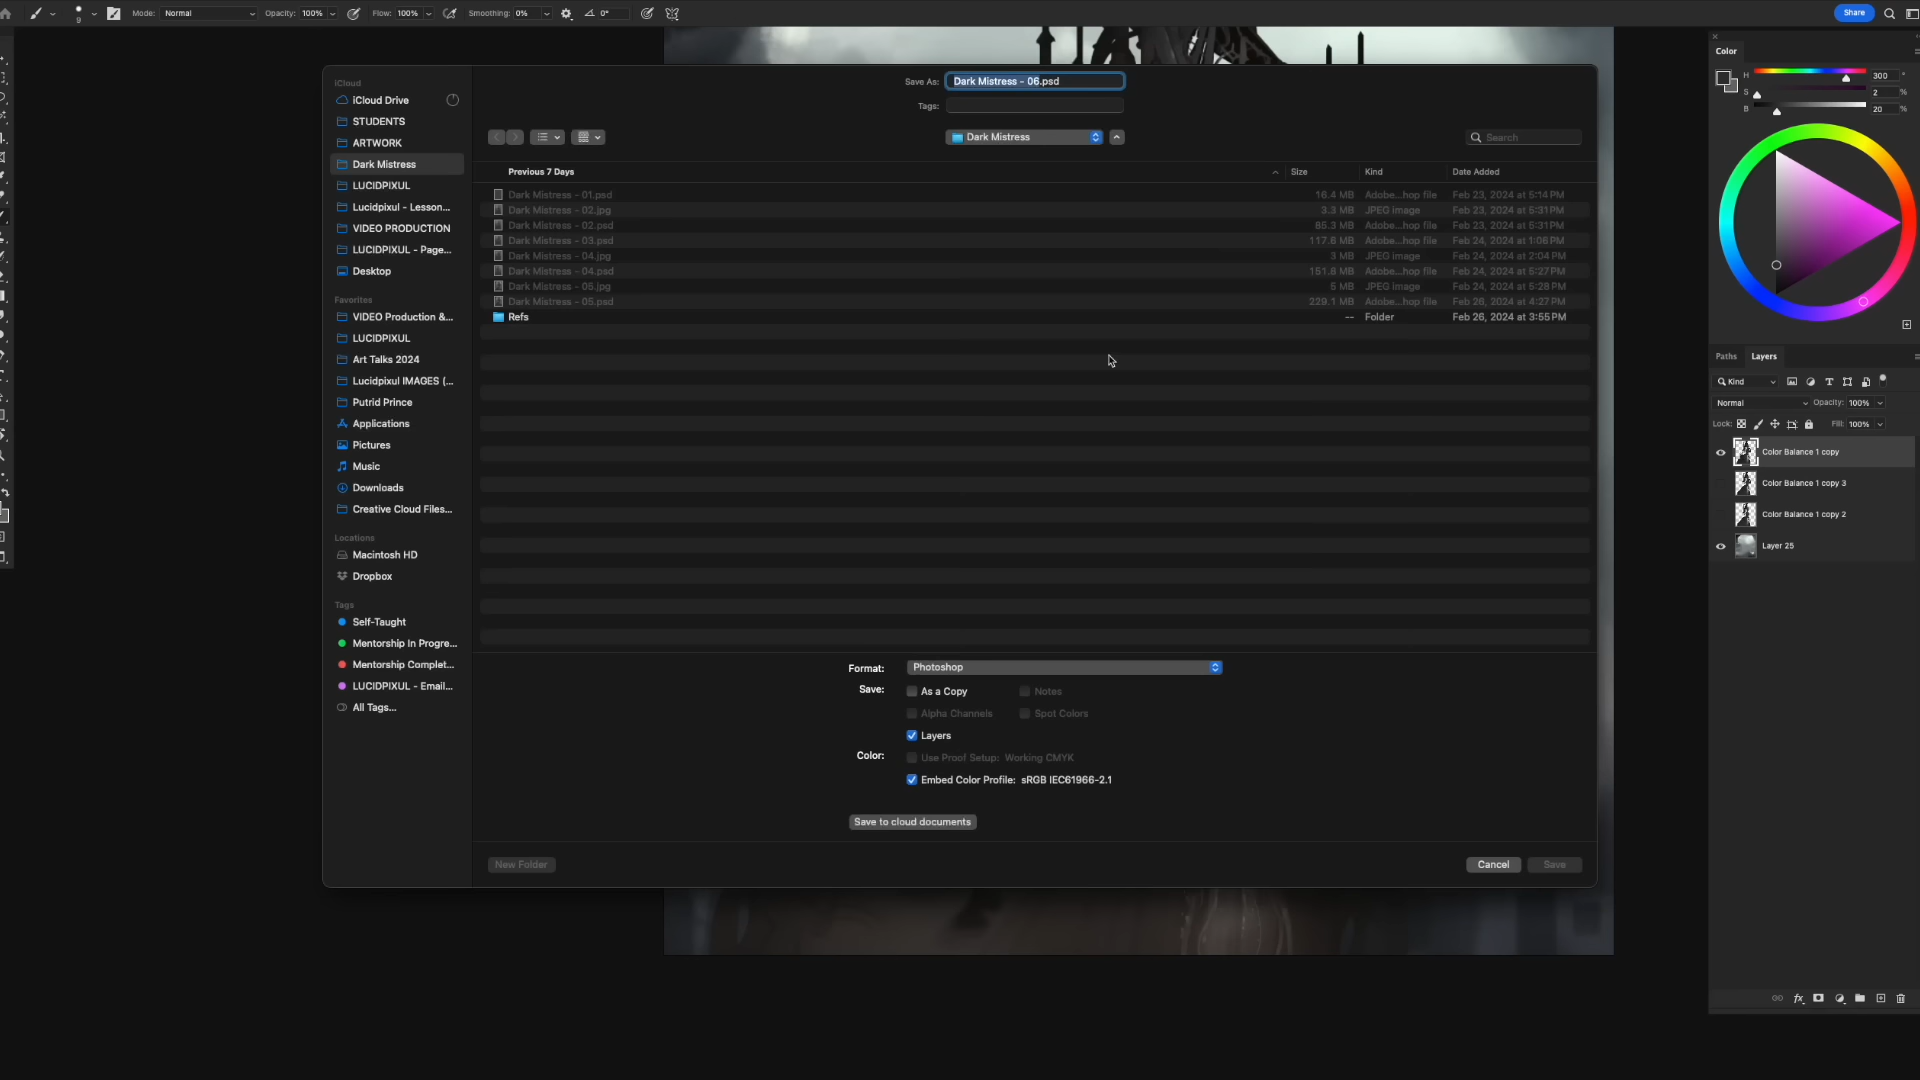 Mode: Normal Opacity: 100% Flow: 100% Smoothing: 0% 0° Share
9
Color
H 300 °
S 2 %
B 20 %
iCloud
iCloud Drive
STUDENTS
ARTWORK
Dark Mistress
LUCIDPIXUL
Lucidpixul - Lesson...
VIDEO PRODUCTION
LUCIDPIXUL - Page...
Desktop
Favorites
VIDEO Production &...
LUCIDPIXUL
Art Talks 2024
Lucidpixul IMAGES (...
Putrid Prince
Applications
Pictures
Music
Downloads
Creative Cloud Files...
Locations
Macintosh HD
Dropbox
Tags
Self-Taught
Mentorship In Progre...
Mentorship Complet...
LUCIDPIXUL - Email...
All Tags...
Save As: Dark Mistress - 06.psd
Tags:
Dark Mistress
Search
Previous 7 Days Size Kind Date Added
Dark Mistress - 01.psd 16.4 MB Adobe...hop file Feb 23, 2024 at 5:14 PM
Dark Mistress - 02.jpg 3.3 MB JPEG image Feb 23, 2024 at 5:31 PM
Dark Mistress - 02.psd 85.3 MB Adobe...hop file Feb 23, 2024 at 5:31 PM
Dark Mistress - 03.psd 117.6 MB Adobe...hop file Feb 24, 2024 at 1:06 PM
Dark Mistress - 04.jpg 3 MB JPEG image Feb 24, 2024 at 2:04 PM
Dark Mistress - 04.psd 151.8 MB Adobe...hop file Feb 24, 2024 at 5:27 PM
Dark Mistress - 05.jpg 5 MB JPEG image Feb 24, 2024 at 5:28 PM
Dark Mistress - 05.psd 229.1 MB Adobe...hop file Feb 26, 2024 at 4:27 PM
Refs -- Folder Feb 26, 2024 at 3:55 PM
Format: Photoshop
Save: As a Copy Notes
Alpha Channels Spot Colors
Layers
Color: Use Proof Setup: Working CMYK
Embed Color Profile: sRGB IEC61966-2.1
Save to cloud documents
New Folder Cancel Save
Paths Layers
Kind
Normal Opacity: 100%
Lock: Fill: 100%
Color Balance 1 copy
Color Balance 1 copy 3
Color Balance 1 copy 2
Layer 25
fx